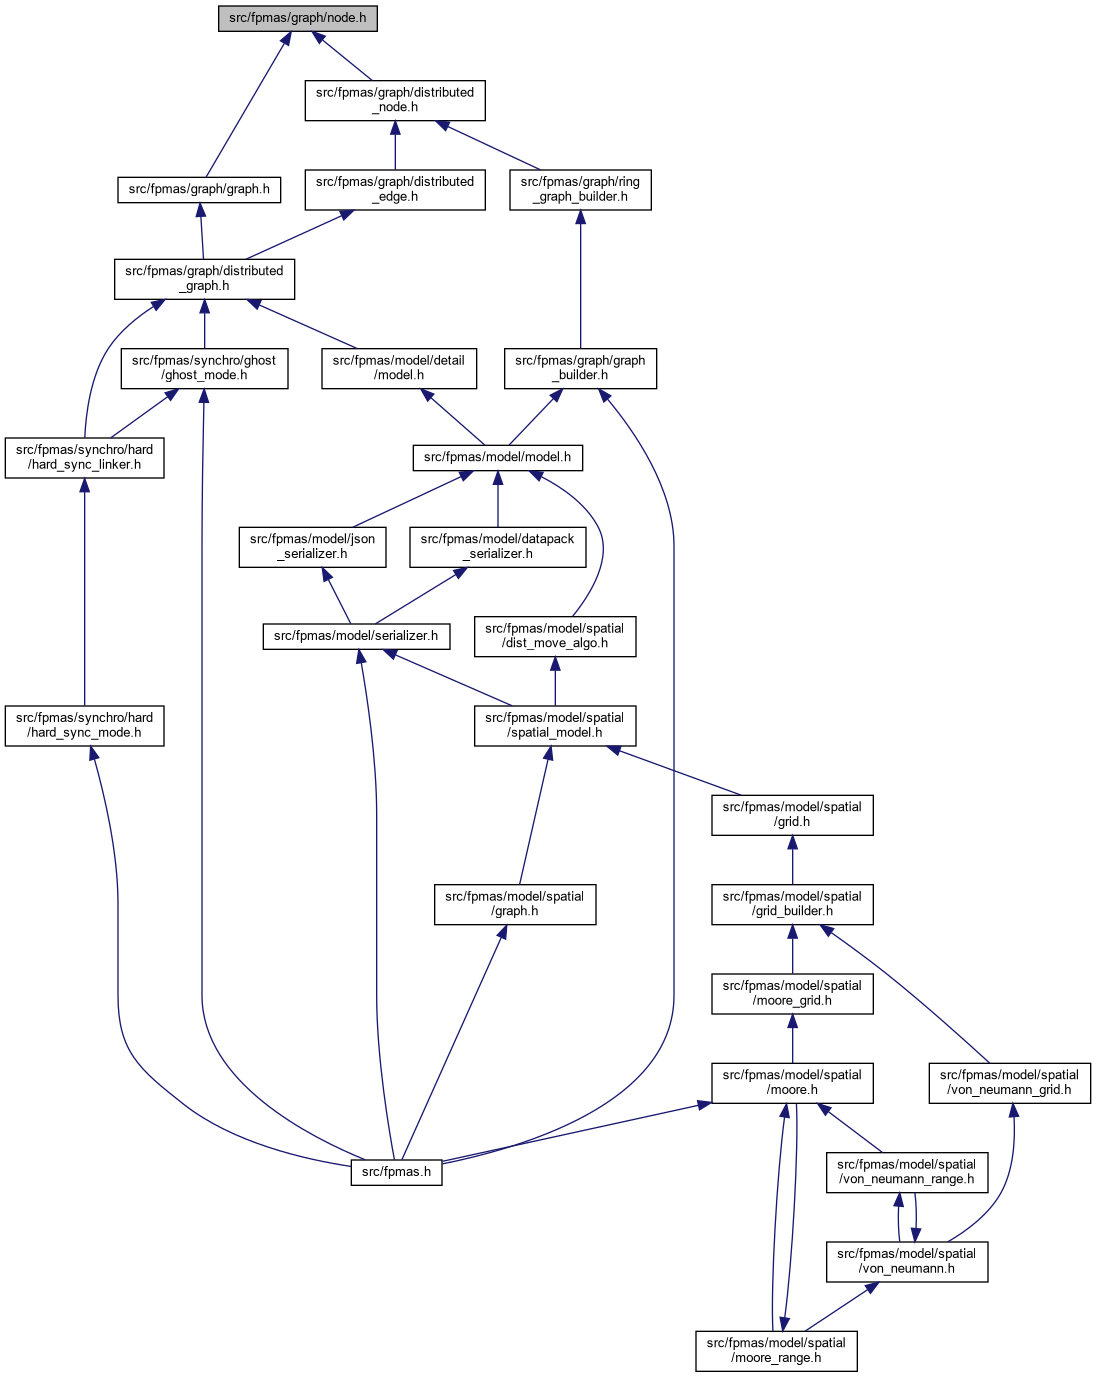 src/fpmas/graph/node.h
src/fpmas/graph/distributed
_node.h
src/fpmas/graph/graph.h
src/fpmas/graph/distributed
_edge.h
src/fpmas/graph/ring
_graph_builder.h
src/fpmas/graph/distributed
_graph.h
src/fpmas/synchro/ghost
/ghost_mode.h
src/fpmas/model/detail
/model.h
src/fpmas/graph/graph
_builder.h
src/fpmas/synchro/hard
/hard_sync_linker.h
src/fpmas/model/model.h
src/fpmas/model/json
_serializer.h
src/fpmas/model/datapack
_serializer.h
src/fpmas/model/serializer.h
src/fpmas/model/spatial
/dist_move_algo.h
src/fpmas/synchro/hard
/hard_sync_mode.h
src/fpmas/model/spatial
/spatial_model.h
src/fpmas/model/spatial
/grid.h
src/fpmas/model/spatial
/graph.h
src/fpmas/model/spatial
/grid_builder.h
src/fpmas/model/spatial
/moore_grid.h
src/fpmas/model/spatial
/moore.h
src/fpmas/model/spatial
/von_neumann_grid.h
src/fpmas.h
src/fpmas/model/spatial
/von_neumann_range.h
src/fpmas/model/spatial
/von_neumann.h
src/fpmas/model/spatial
/moore_range.h